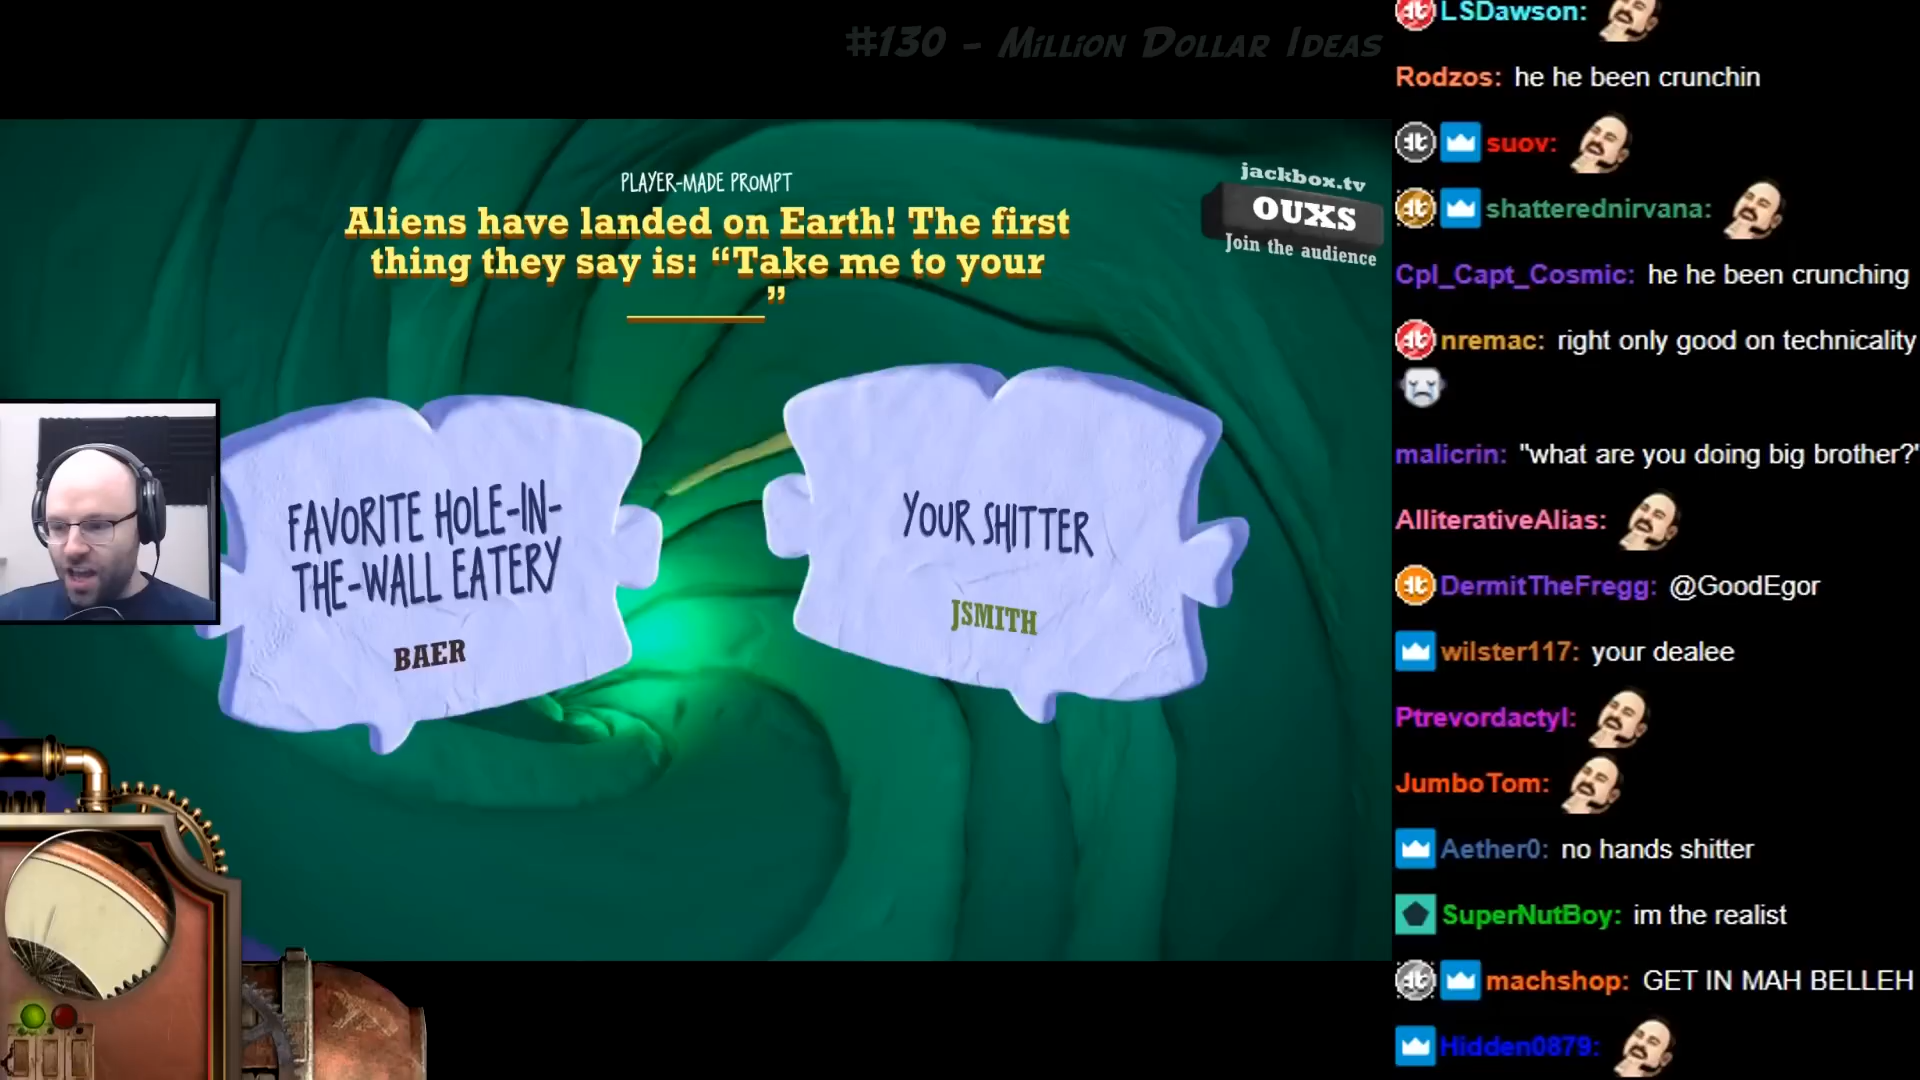 #130 - Million Dollar Ideas
PLAYER-MADE PROMPT
Aliens have landed on Earth! The first
thing they say is: “Take me to your
______”
jackbox.tv
OUXS
Join the audience
FAVORITE HOLE-IN-
THE-WALL EATERY
BAER
YOUR SHITTER
JSMITH
LSDawson:
Rodzos: he he been crunchin
suov:
shatterednirvana:
Cpl_Capt_Cosmic: he he been crunching
nremac: right only good on technicality
malicrin: "what are you doing big brother?"
AlliterativeAlias:
DermitTheFregg: @GoodEgor
wilster117: your dealee
Ptrevordactyl:
JumboTom:
Aether0: no hands shitter
SuperNutBoy: im the realist
machshop: GET IN MAH BELLEH
Hidden0879: